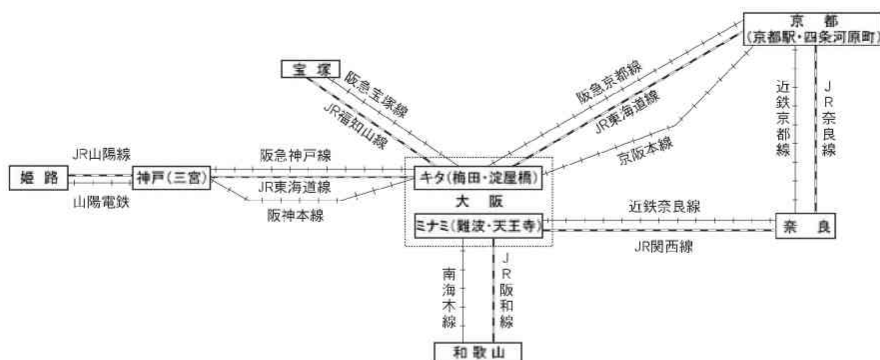 京　都
(京都駅・四条河原町)
宝　塚
阪急宝塚線
JR福知山線
阪急京都線
JR東海道線
京阪本線
近鉄京都線
JR奈良線
JR山陽線
姫　路
山陽電鉄
神戸(三宮)
阪急神戸線
JR東海道線
阪神本線
キタ(梅田・淀屋橋)
大　阪
ミナミ(難波・天王寺)
近鉄奈良線
JR関西線
奈　良
南海本線
JR阪和線
和歌山